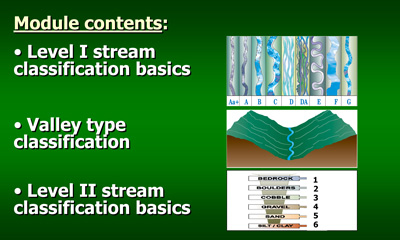 Module contents:
• Level I stream
classification basics
Aa+ A B C D DA E F G
• Valley type
classification
• Level II stream
classification basics
BEDROCK 1
BOULDERS 2
COBBLE 3
GRAVEL 4
SAND 5
SILT / CLAY 6